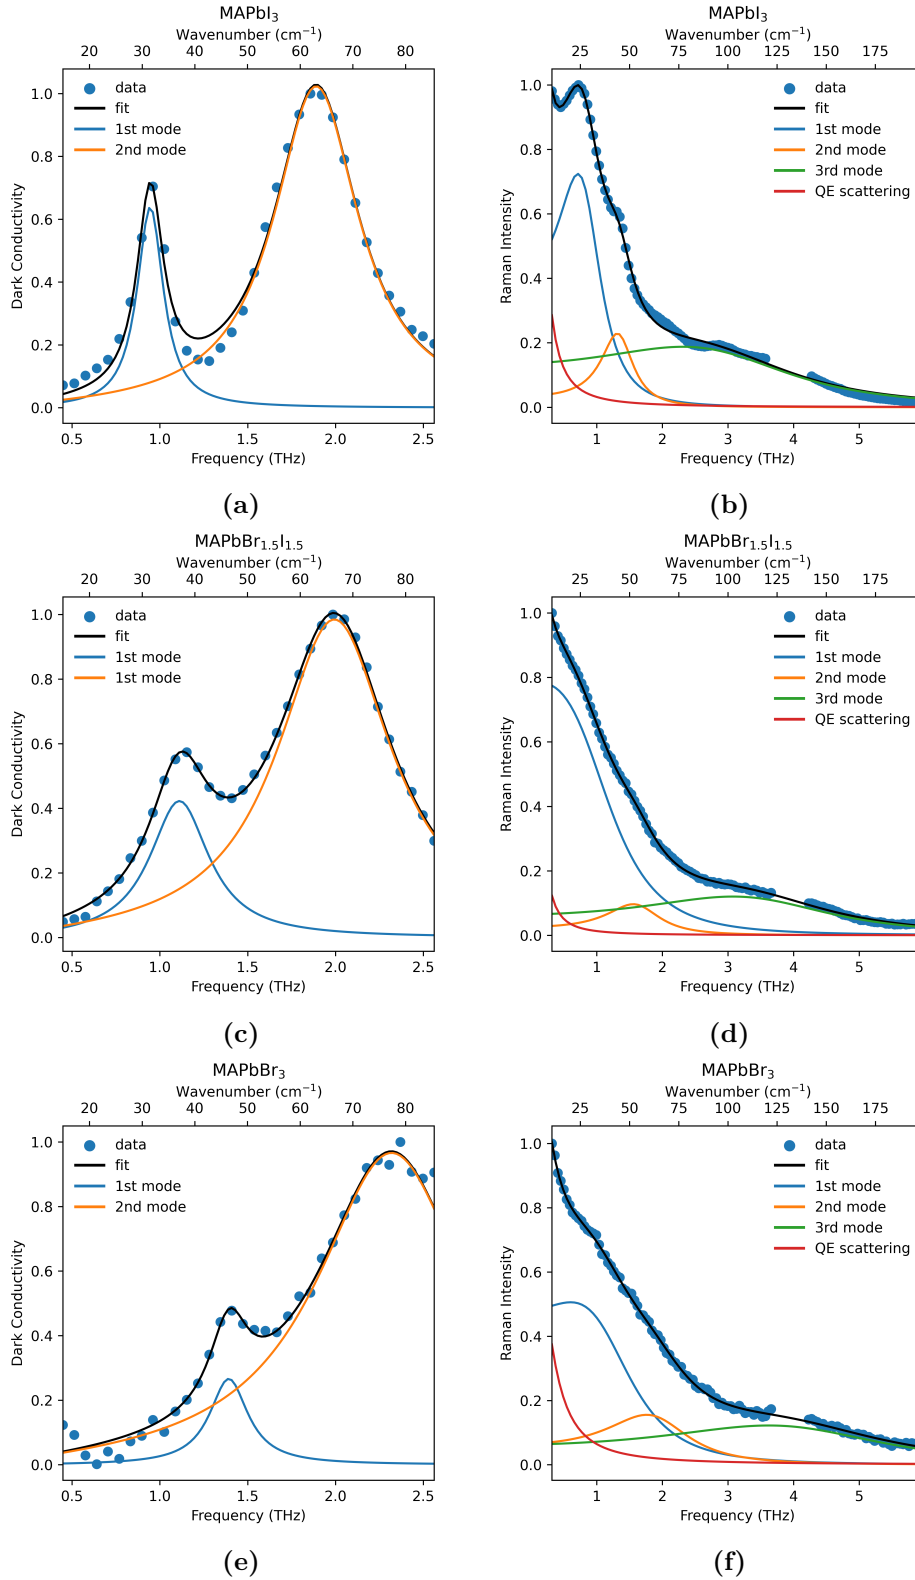 MAPbI₃
Wavenumber (cm⁻¹)
20 30 40 50 60 70 80
data
fit
1st mode
2nd mode
Dark Conductivity
1.0
0.8
0.6
0.4
0.2
0.0
0.5 1.0 1.5 2.0 2.5
Frequency (THz)
(a)
MAPbI₃
Wavenumber (cm⁻¹)
25 50 75 100 125 150 175
data
fit
1st mode
2nd mode
3rd mode
QE scattering
Raman Intensity
1.0
0.8
0.6
0.4
0.2
0.0
1 2 3 4 5
Frequency (THz)
(b)
MAPbBr₁.₅I₁.₅
Wavenumber (cm⁻¹)
20 30 40 50 60 70 80
data
fit
1st mode
1st mode
Dark Conductivity
1.0
0.8
0.6
0.4
0.2
0.0
0.5 1.0 1.5 2.0 2.5
Frequency (THz)
(c)
MAPbBr₁.₅I₁.₅
Wavenumber (cm⁻¹)
25 50 75 100 125 150 175
data
fit
1st mode
2nd mode
3rd mode
QE scattering
Raman Intensity
1.0
0.8
0.6
0.4
0.2
0.0
1 2 3 4 5
Frequency (THz)
(d)
MAPbBr₃
Wavenumber (cm⁻¹)
20 30 40 50 60 70 80
data
fit
1st mode
2nd mode
Dark Conductivity
1.0
0.8
0.6
0.4
0.2
0.0
0.5 1.0 1.5 2.0 2.5
Frequency (THz)
(e)
MAPbBr₃
Wavenumber (cm⁻¹)
25 50 75 100 125 150 175
data
fit
1st mode
2nd mode
3rd mode
QE scattering
Raman Intensity
1.0
0.8
0.6
0.4
0.2
0.0
1 2 3 4 5
Frequency (THz)
(f)